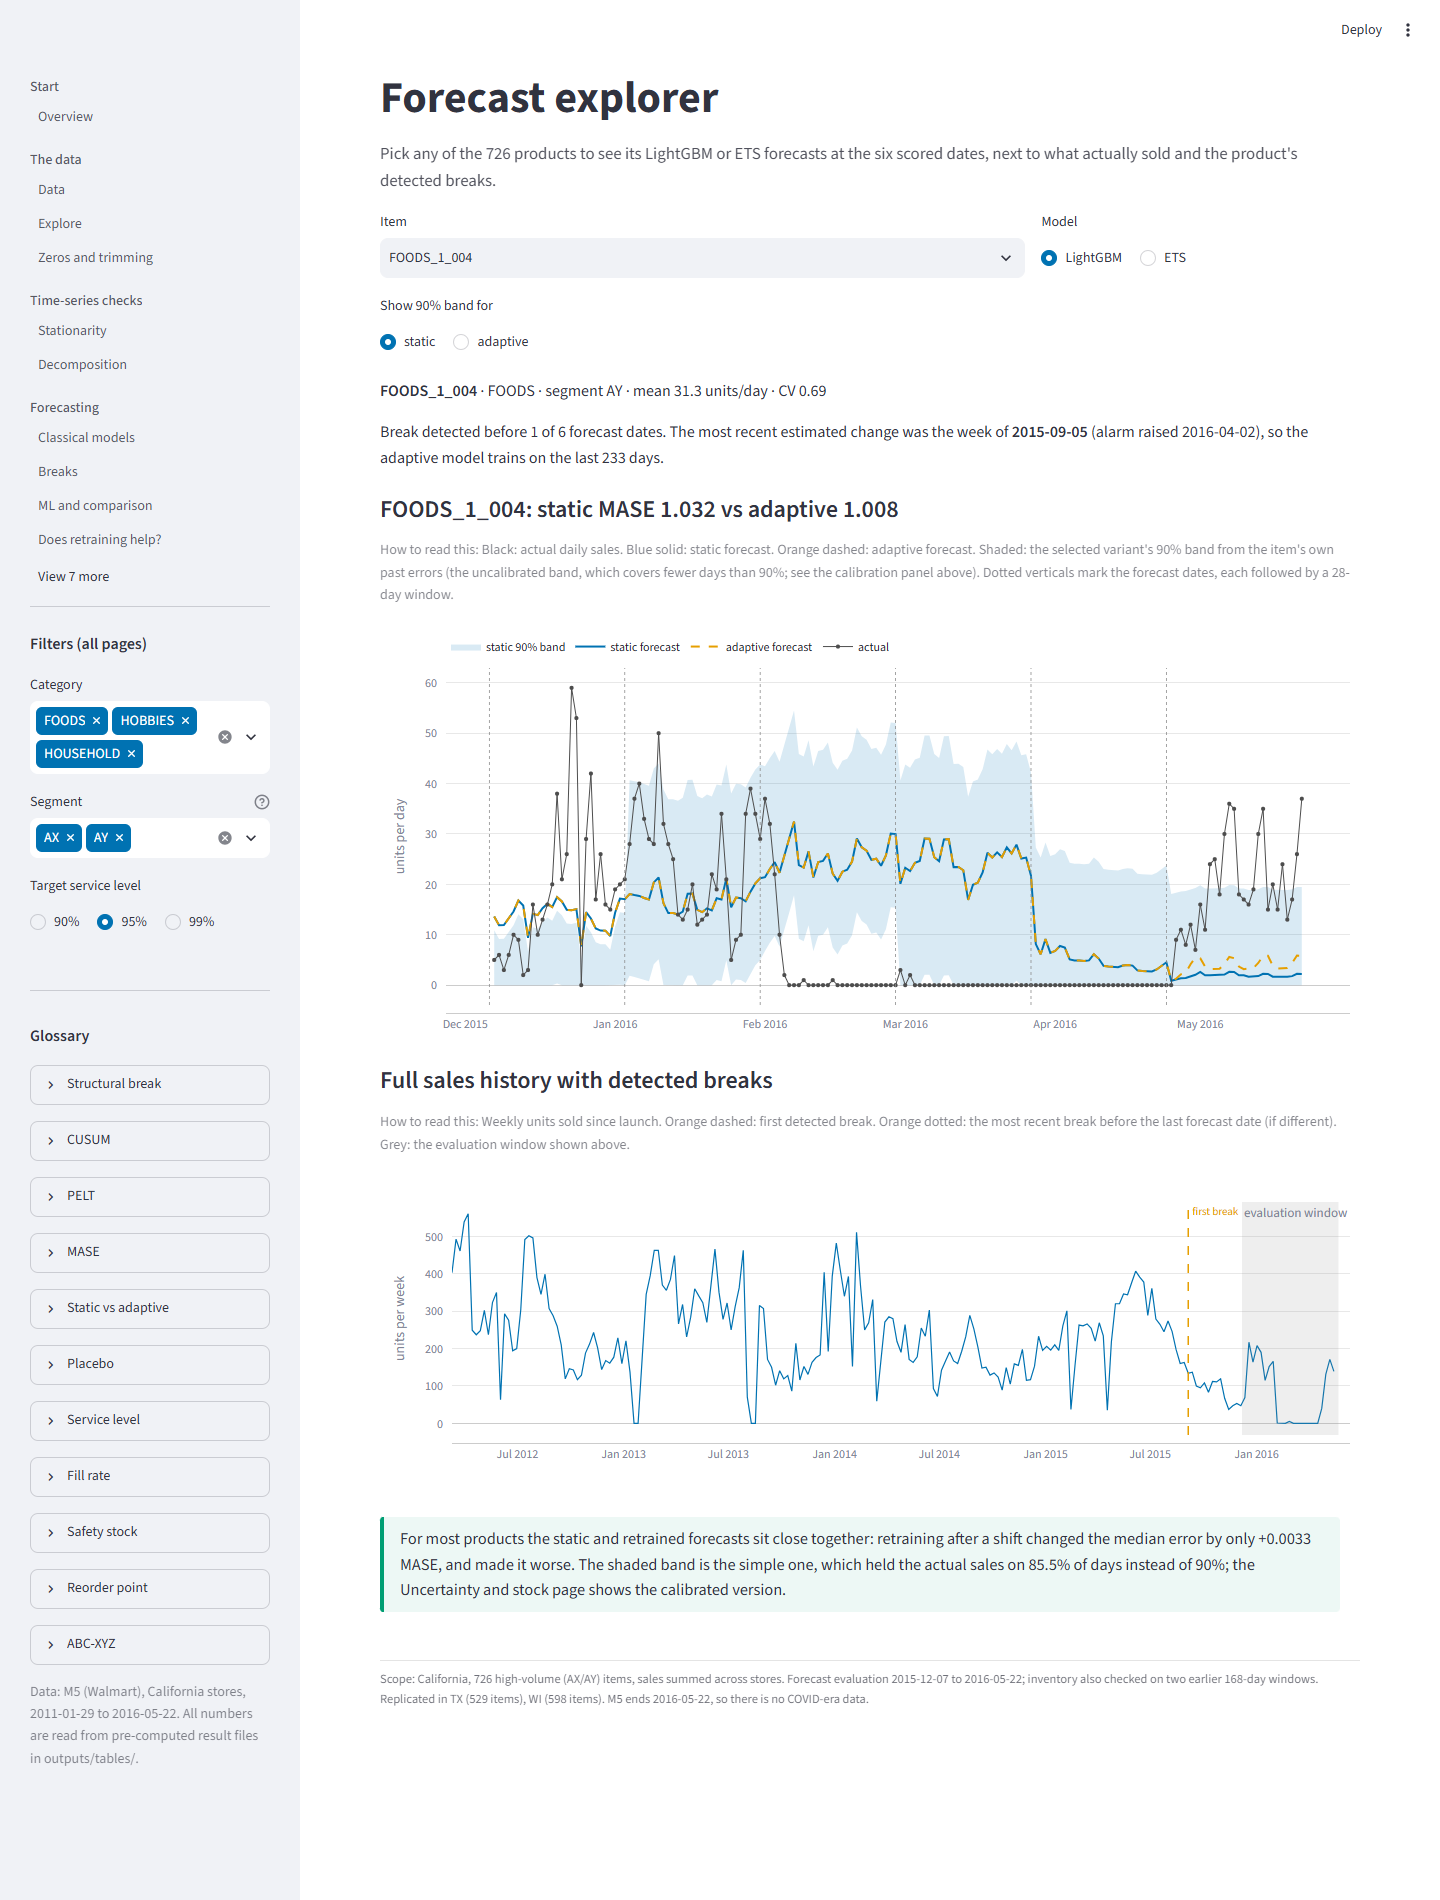 Deploy
Start
Overview
The data
Data
Explore
Zeros and trimming
Time-series checks
Stationarity
Decomposition
Forecasting
Classical models
Breaks
ML and comparison
Does retraining help?
View 7 more
Filters (all pages)
Category
FOODS
HOBBIES
HOUSEHOLD
Segment
AX
AY
Target service level
90%
95%
99%
Glossary
Structural break
CUSUM
PELT
MASE
Static vs adaptive
Placebo
Service level
Fill rate
Safety stock
Reorder point
ABC-XYZ
Data: M5 (Walmart), California stores,
2011-01-29 to 2016-05-22. All numbers
are read from pre-computed result files
in outputs/tables/.
Forecast explorer
Pick any of the 726 products to see its LightGBM or ETS forecasts at the six scored dates, next to what actually sold and the product's
detected breaks.
Item
Model
FOODS_1_004
LightGBM
ETS
Show 90% band for
static
adaptive
FOODS_1_004 · FOODS · segment AY · mean 31.3 units/day · CV 0.69
Break detected before 1 of 6 forecast dates. The most recent estimated change was the week of 2015-09-05 (alarm raised 2016-04-02), so the
adaptive model trains on the last 233 days.
FOODS_1_004: static MASE 1.032 vs adaptive 1.008
How to read this: Black: actual daily sales. Blue solid: static forecast. Orange dashed: adaptive forecast. Shaded: the selected variant's 90% band from the item's own
past errors (the uncalibrated band, which covers fewer days than 90%; see the calibration panel above). Dotted verticals mark the forecast dates, each followed by a 28-
day window.
static 90% band
static forecast
adaptive forecast
actual
units per day
60
50
40
30
20
10
0
Dec 2015
Jan 2016
Feb 2016
Mar 2016
Apr 2016
May 2016
Full sales history with detected breaks
How to read this: Weekly units sold since launch. Orange dashed: first detected break. Orange dotted: the most recent break before the last forecast date (if different).
Grey: the evaluation window shown above.
first break
evaluation window
units per week
500
400
300
200
100
0
Jul 2012
Jan 2013
Jul 2013
Jan 2014
Jul 2014
Jan 2015
Jul 2015
Jan 2016
For most products the static and retrained forecasts sit close together: retraining after a shift changed the median error by only +0.0033
MASE, and made it worse. The shaded band is the simple one, which held the actual sales on 85.5% of days instead of 90%; the
Uncertainty and stock page shows the calibrated version.
Scope: California, 726 high-volume (AX/AY) items, sales summed across stores. Forecast evaluation 2015-12-07 to 2016-05-22; inventory also checked on two earlier 168-day windows.
Replicated in TX (529 items), WI (598 items). M5 ends 2016-05-22, so there is no COVID-era data.